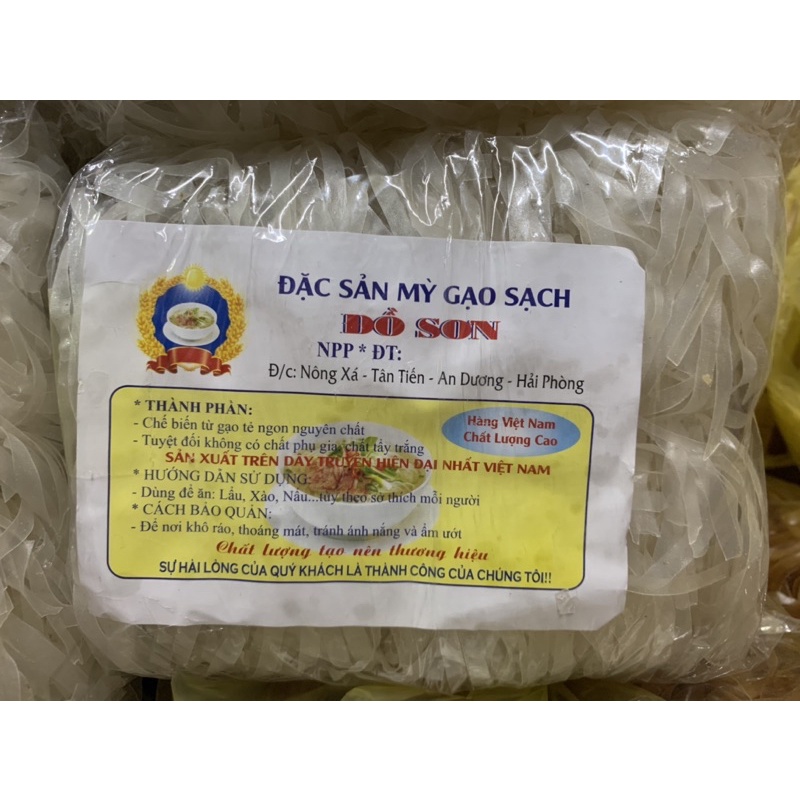 ĐẶC SẢN MỲ GẠO SẠCH
ĐỒ SƠN
NPP * ĐT:
Đ/c: Nông Xá - Tân Tiến - An Dương - Hải Phòng
* THÀNH PHẦN:
- Chế biến từ gạo tẻ ngon nguyên chất
- Tuyệt đối không có chất phụ gia, chất tẩy trắng
Hàng Việt Nam
Chất Lượng Cao
SẢN XUẤT TRÊN DÂY TRUYỀN HIỆN ĐẠI NHẤT VIỆT NAM
* HƯỚNG DẪN SỬ DỤNG:
- Dùng để ăn: Lẩu, Xào, Nấu...tùy theo sở thích mỗi người
* CÁCH BẢO QUẢN:
- Để nơi khô ráo, thoáng mát, tránh ánh nắng và ẩm ướt
Chất lượng tạo nên thương hiệu
SỰ HÀI LÒNG CỦA QUÝ KHÁCH LÀ THÀNH CÔNG CỦA CHÚNG TÔI!!